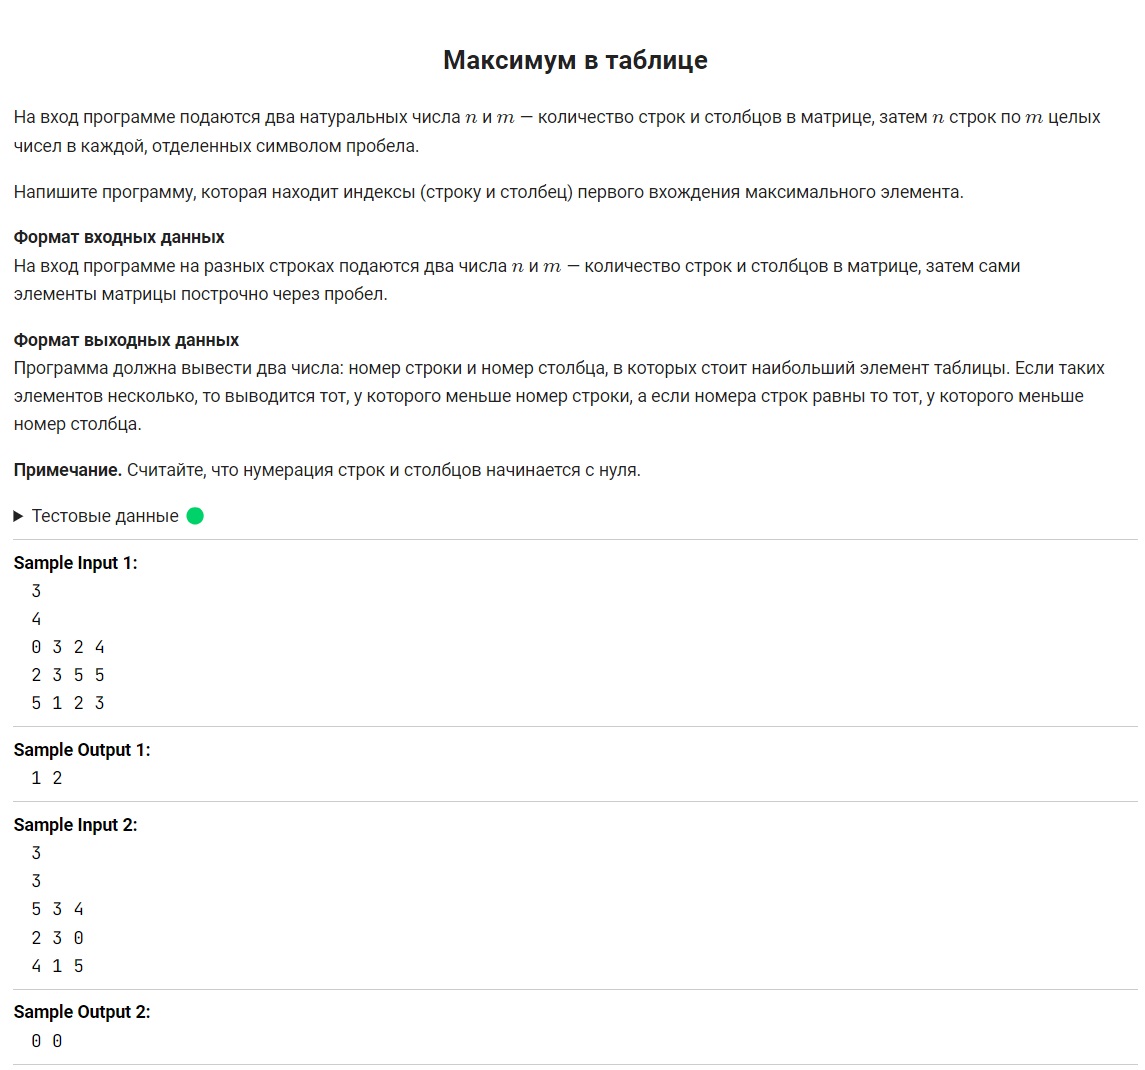 Максимум в таблице
На вход программе подаются два натуральных числа n и m — количество строк и столбцов в матрице, затем n строк по m целых
чисел в каждой, отделенных символом пробела.
Напишите программу, которая находит индексы (строку и столбец) первого вхождения максимального элемента.
Формат входных данных
На вход программе на разных строках подаются два числа n и m — количество строк и столбцов в матрице, затем сами
элементы матрицы построчно через пробел.
Формат выходных данных
Программа должна вывести два числа: номер строки и номер столбца, в которых стоит наибольший элемент таблицы. Если таких
элементов несколько, то выводится тот, у которого меньше номер строки, а если номера строк равны то тот, у которого меньше
номер столбца.
Примечание. Считайте, что нумерация строк и столбцов начинается с нуля.
Тестовые данные
Sample Input 1:
3
4
0 3 2 4
2 3 5 5
5 1 2 3
Sample Output 1:
1 2
Sample Input 2:
3
3
5 3 4
2 3 0
4 1 5
Sample Output 2:
0 0